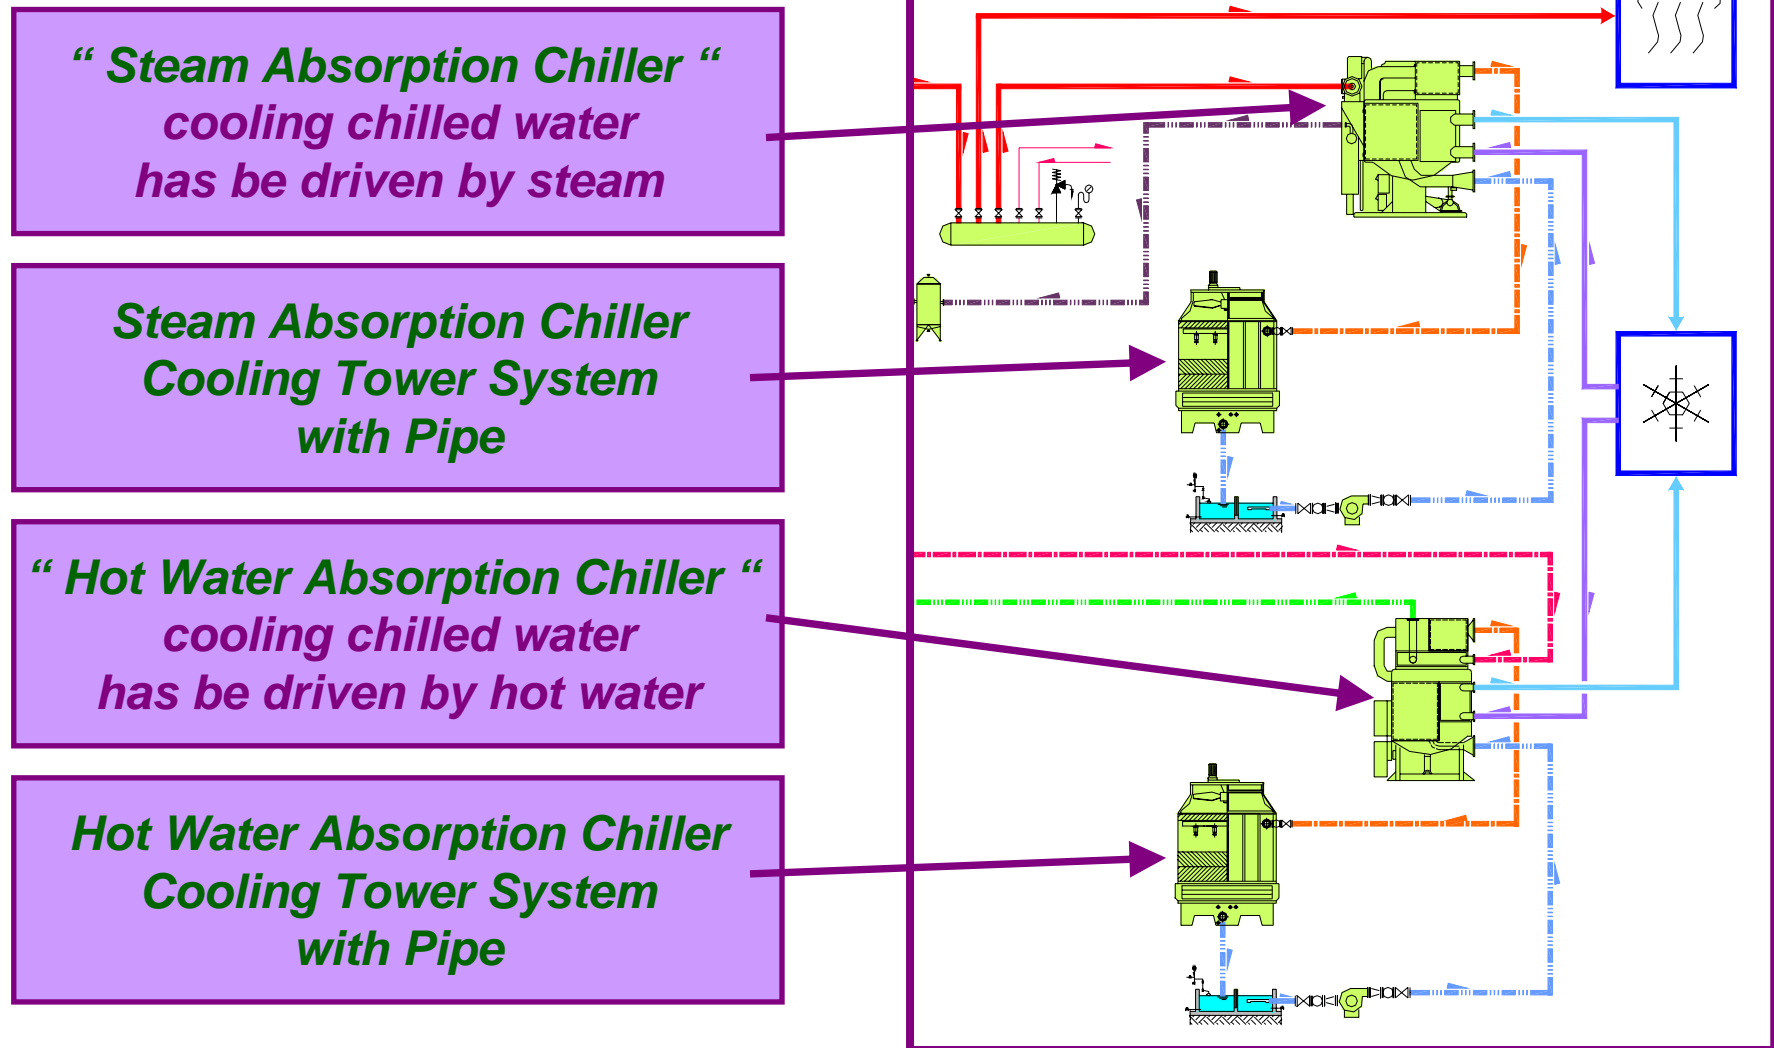 “ Steam Absorption Chiller “
cooling chilled water
has be driven by steam
Steam Absorption Chiller
Cooling Tower System
with Pipe
“ Hot Water Absorption Chiller “
cooling chilled water
has be driven by hot water
Hot Water Absorption Chiller
Cooling Tower System
with Pipe